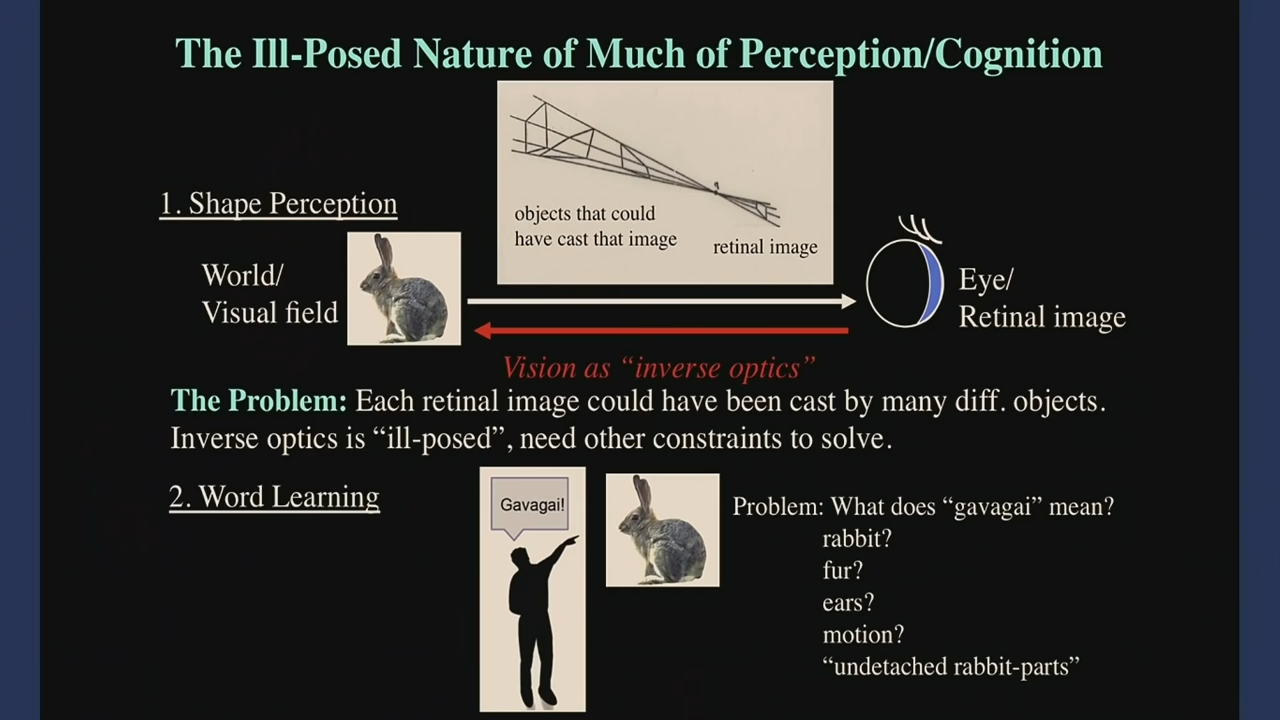 The Ill-Posed Nature of Much of Perception/Cognition
1. Shape Perception
objects that could
have cast that image
retinal image
World/
Visual field
Eye/
Retinal image
Vision as “inverse optics”
The Problem: Each retinal image could have been cast by many diff. objects.
Inverse optics is “ill-posed”, need other constraints to solve.
2. Word Learning
Gavagai!
Problem: What does “gavagai” mean?
rabbit?
fur?
ears?
motion?
“undetached rabbit-parts”